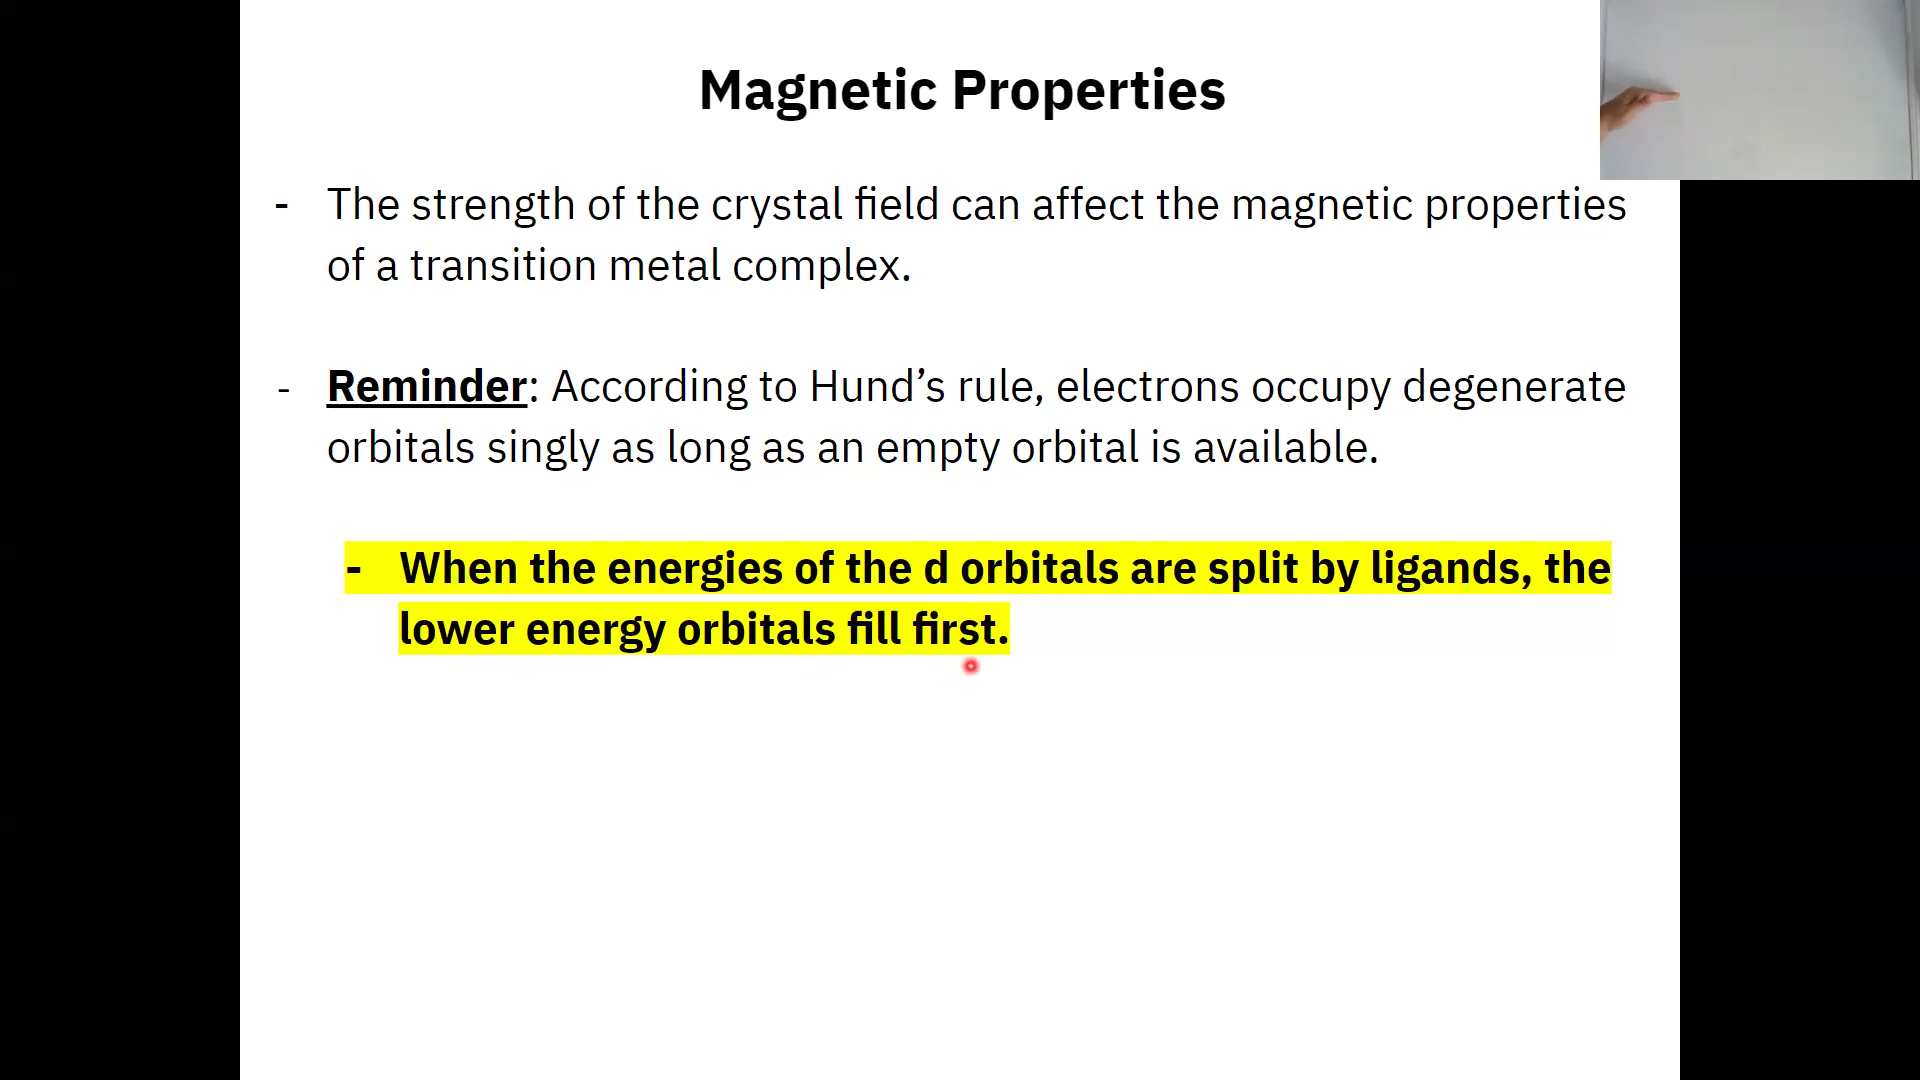 Magnetic Properties
- The strength of the crystal field can affect the magnetic properties
of a transition metal complex.
- Reminder: According to Hund’s rule, electrons occupy degenerate
orbitals singly as long as an empty orbital is available.
- When the energies of the d orbitals are split by ligands, the
lower energy orbitals fill first.